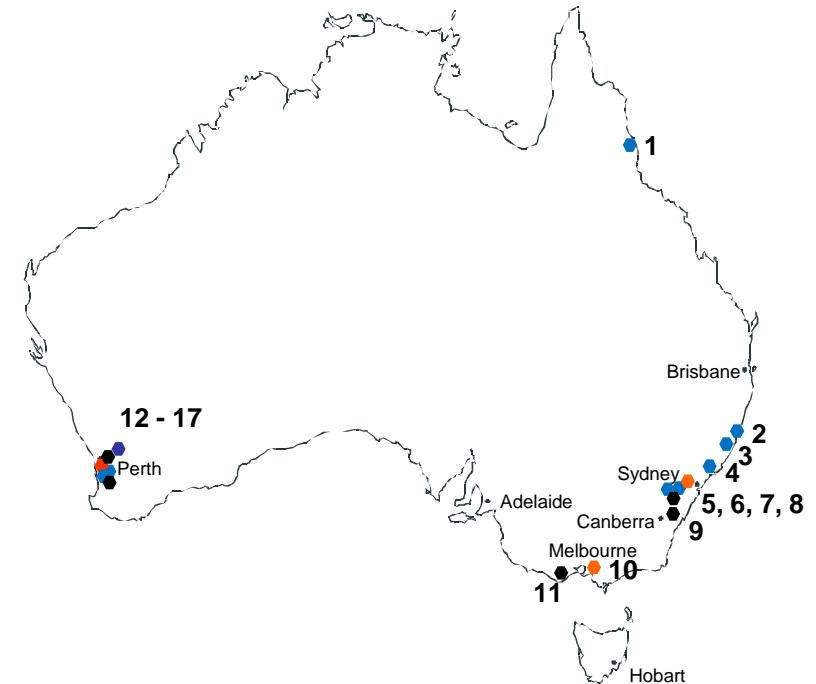 1
Brisbane
12 - 17
2
3
Perth
4
Sydney
5, 6, 7, 8
Adelaide
Canberra
9
Melbourne
10
11
Hobart